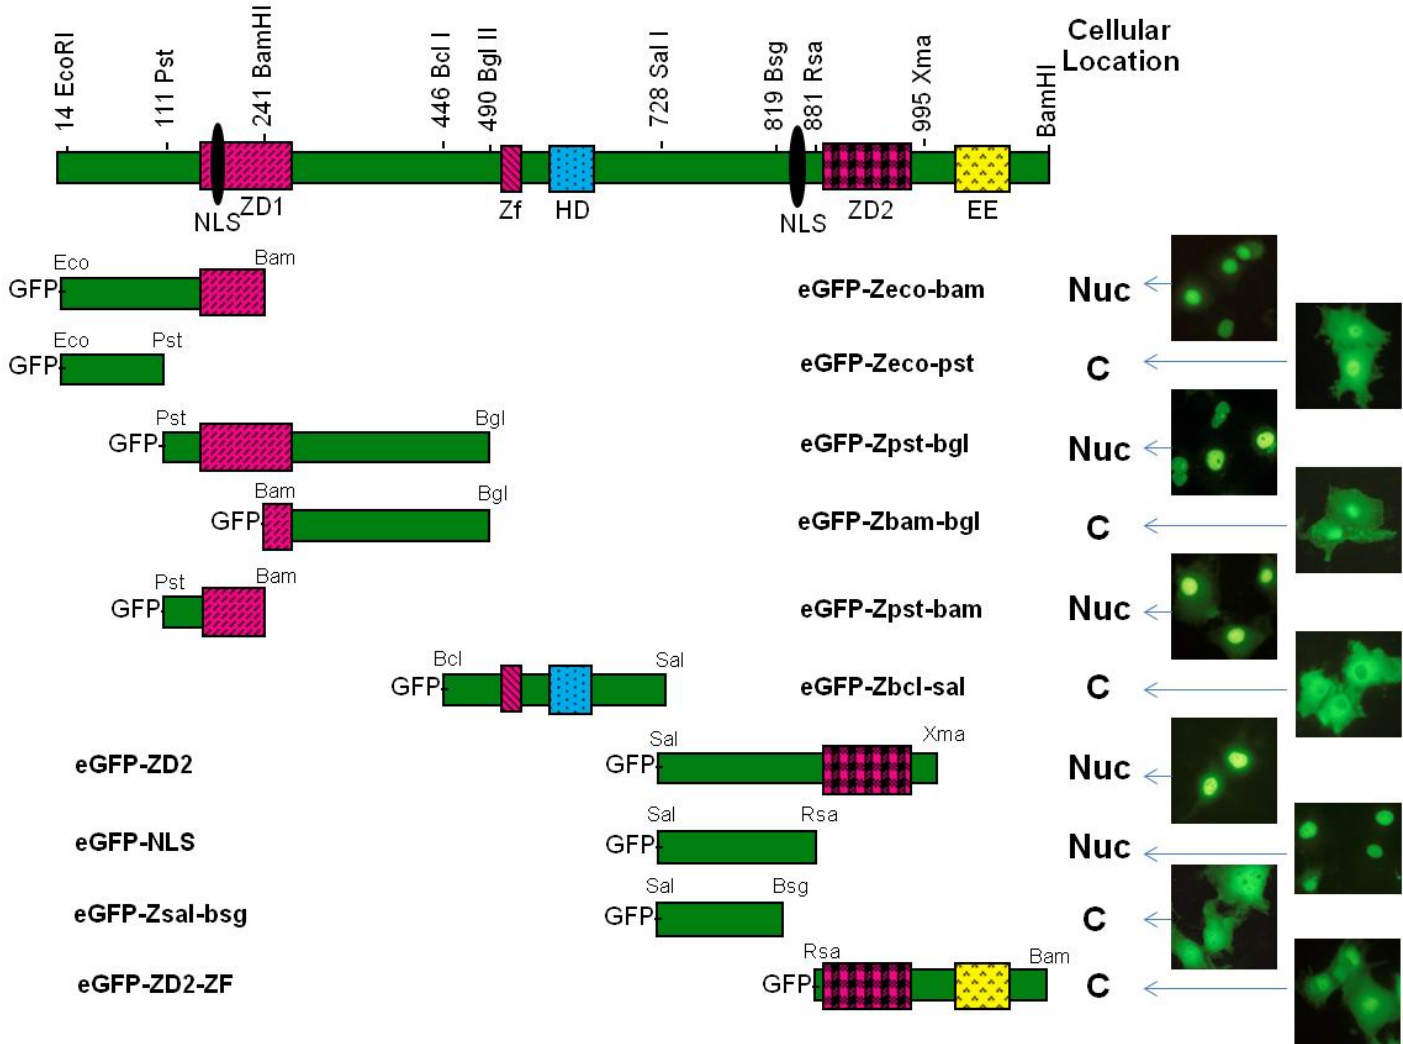 Cellular
Location
14 EcoRI
111 Pst
241 BamHI
446 Bcl I
490 Bgl II
728 Sal I
819 Bsg
881 Rsa
995 Xma
BamHI
NLS
ZD1
Zf
HD
NLS
ZD2
EE
Eco
Bam
GFP
eGFP-Zeco-bam
Nuc
Eco
Pst
GFP
eGFP-Zeco-pst
C
Pst
Bgl
GFP
eGFP-Zpst-bgl
Nuc
Bam
Bgl
GFP
eGFP-Zbam-bgl
C
Pst
Bam
GFP
eGFP-Zpst-bam
Nuc
Bcl
Sal
GFP
eGFP-Zbcl-sal
C
Sal
Xma
eGFP-ZD2
GFP
Nuc
Sal
Rsa
eGFP-NLS
GFP
Nuc
Sal
Bsg
eGFP-Zsal-bsg
GFP
C
Rsa
Bam
eGFP-ZD2-ZF
GFP
C